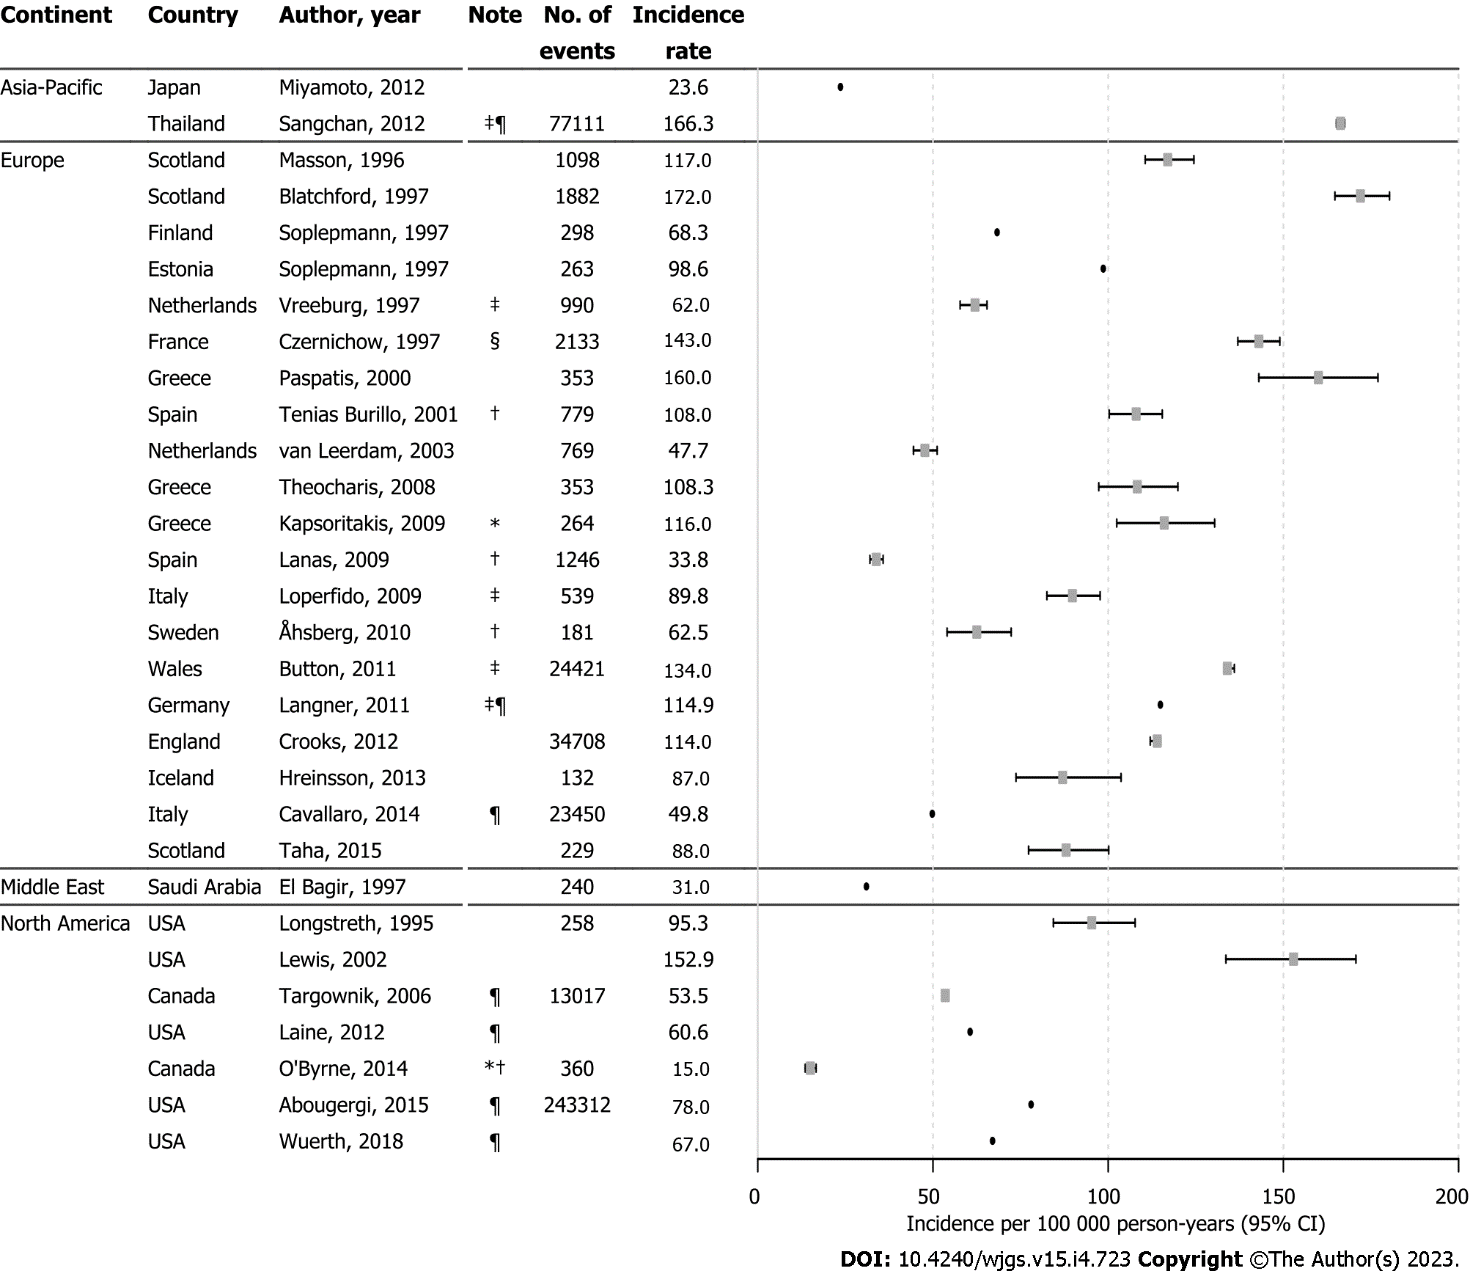 Continent Country Author, year Note No. of events Incidence rate
Asia-Pacific Japan Miyamoto, 2012 23.6
Thailand Sangchan, 2012 ‡¶ 77111 166.3
Europe Scotland Masson, 1996 1098 117.0
Scotland Blatchford, 1997 1882 172.0
Finland Soplepmann, 1997 298 68.3
Estonia Soplepmann, 1997 263 98.6
Netherlands Vreeburg, 1997 ‡ 990 62.0
France Czernichow, 1997 § 2133 143.0
Greece Paspatis, 2000 353 160.0
Spain Tenias Burillo, 2001 † 779 108.0
Netherlands van Leerdam, 2003 769 47.7
Greece Theocharis, 2008 353 108.3
Greece Kapsoritakis, 2009 * 264 116.0
Spain Lanas, 2009 † 1246 33.8
Italy Loperfido, 2009 ‡ 539 89.8
Sweden Åhsberg, 2010 † 181 62.5
Wales Button, 2011 ‡ 24421 134.0
Germany Langner, 2011 ‡¶ 114.9
England Crooks, 2012 34708 114.0
Iceland Hreinsson, 2013 132 87.0
Italy Cavallaro, 2014 ¶ 23450 49.8
Scotland Taha, 2015 229 88.0
Middle East Saudi Arabia El Bagir, 1997 240 31.0
North America USA Longstreth, 1995 258 95.3
USA Lewis, 2002 152.9
Canada Targownik, 2006 ¶ 13017 53.5
USA Laine, 2012 ¶ 60.6
Canada O'Byrne, 2014 *† 360 15.0
USA Abougergi, 2015 ¶ 243312 78.0
USA Wuerth, 2018 ¶ 67.0
0 50 100 150 200
Incidence per 100 000 person-years (95% CI)
DOI: 10.4240/wjgs.v15.i4.723 Copyright ©The Author(s) 2023.